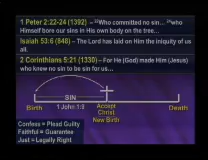 1 Peter 2:22-24 (1392) – 22Who committed no sin... 24who
Himself bore our sins in His own body on the tree...
Isaiah 53:6 (848) – The Lord has laid on Him the iniquity of us
all.
2 Corinthians 5:21 (1330) – For He (God) made Him (Jesus)
who knew no sin to be sin for us...
SIN
Birth 1 John 1:9 Accept Death
Christ
New Birth
Confess = Plead Guilty
Faithful = Guarantee
Just = Legally Right